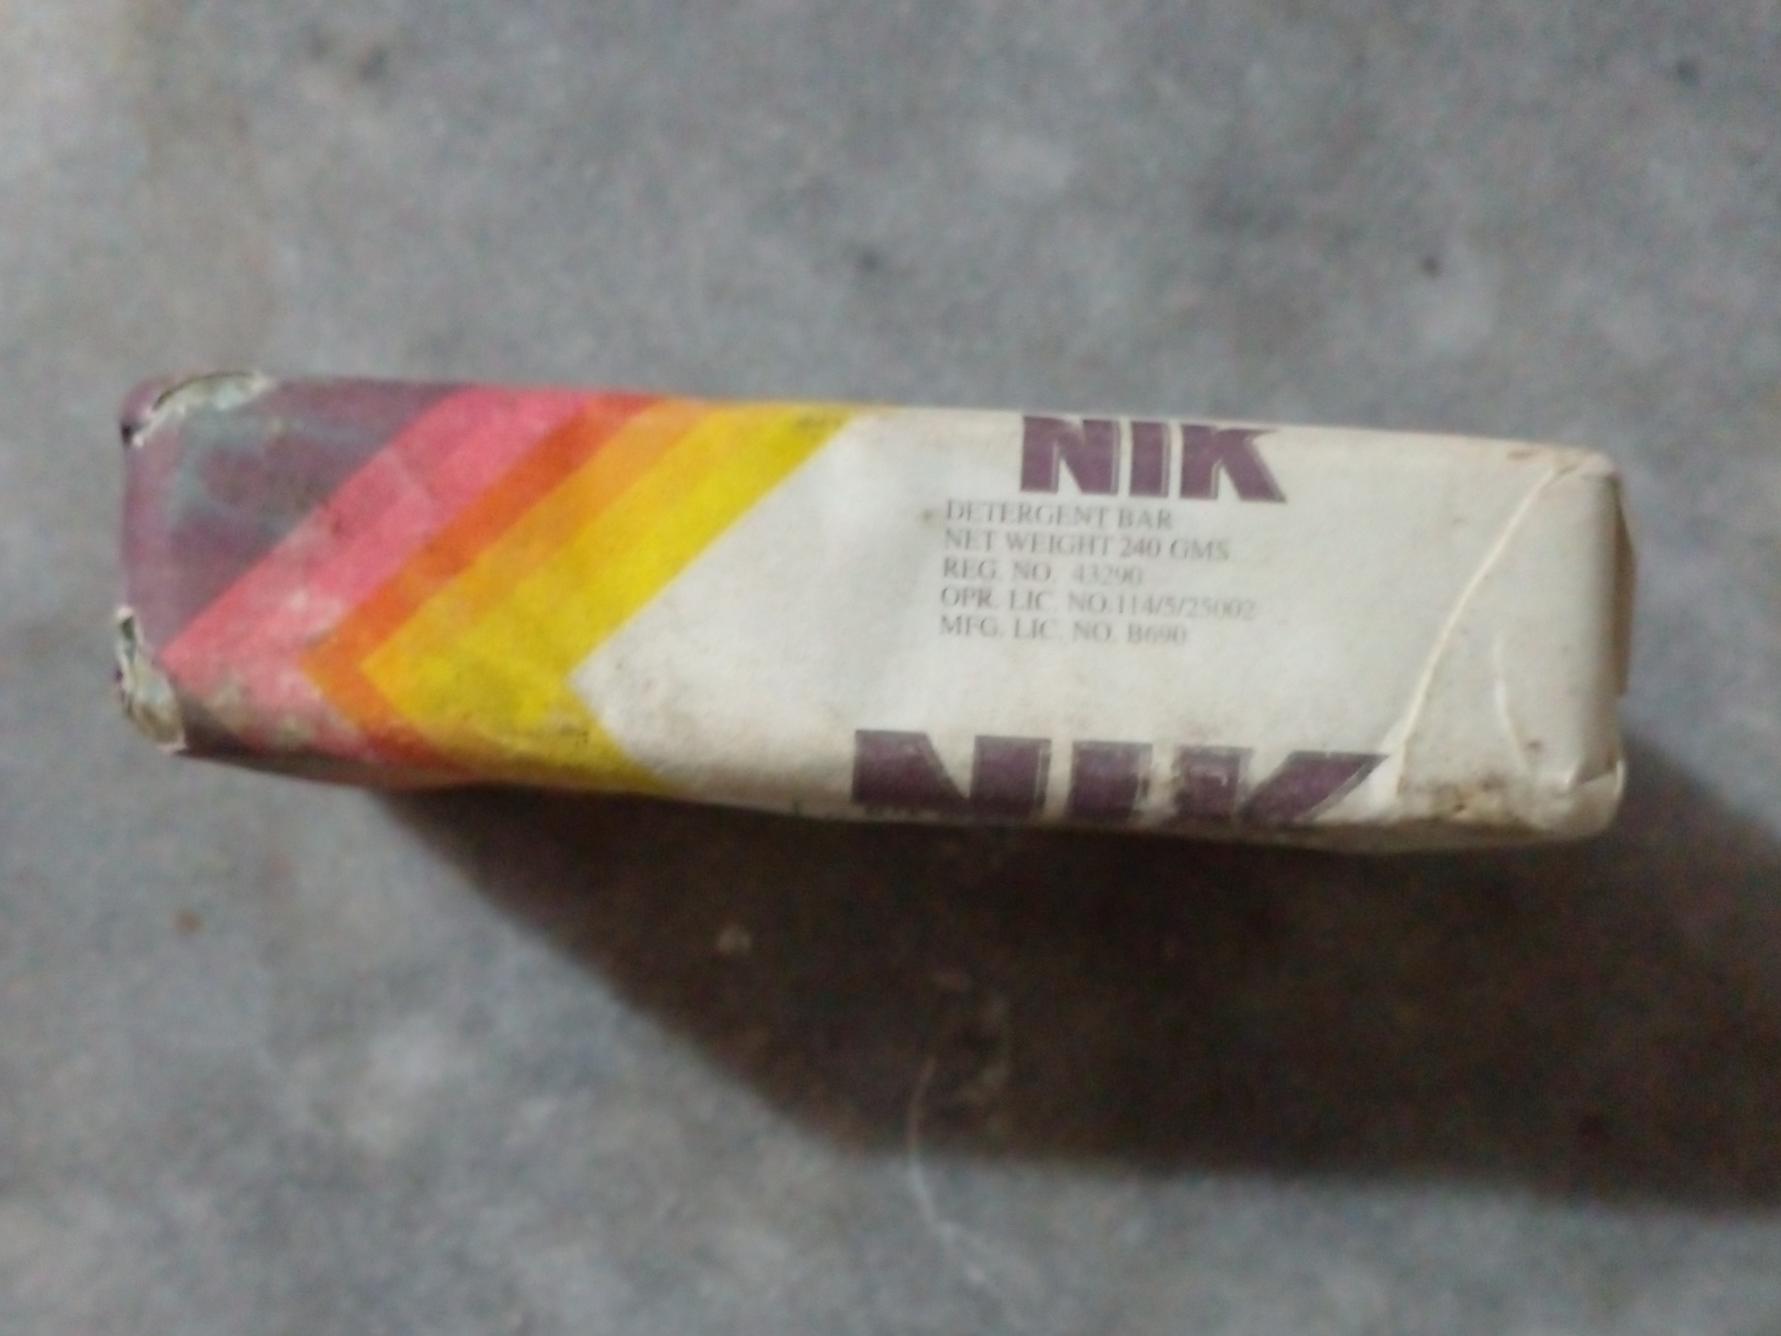 NIK
DETERGENT BAR
NET WEIGHT 240 GMS
REG. NO. 43290
OPR. LIC. NO.114/5/25002
MFG. LIC. NO. B690
NIK